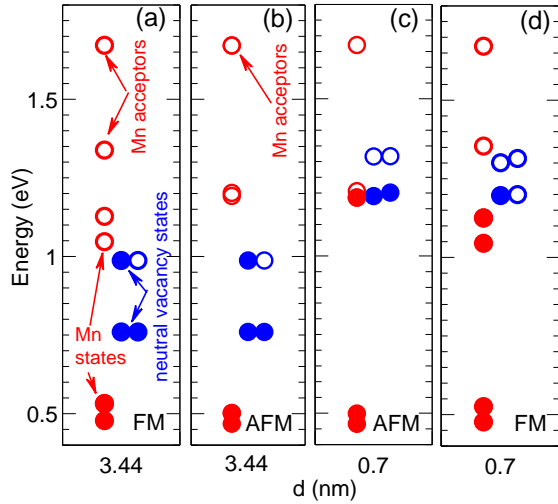 (a)
(b)
(c)
(d)
Energy (eV)
1.5
1
0.5
Mn acceptors
Mn acceptors
neutral vacancy states
Mn
states
FM
AFM
AFM
FM
3.44
3.44
0.7
0.7
d (nm)